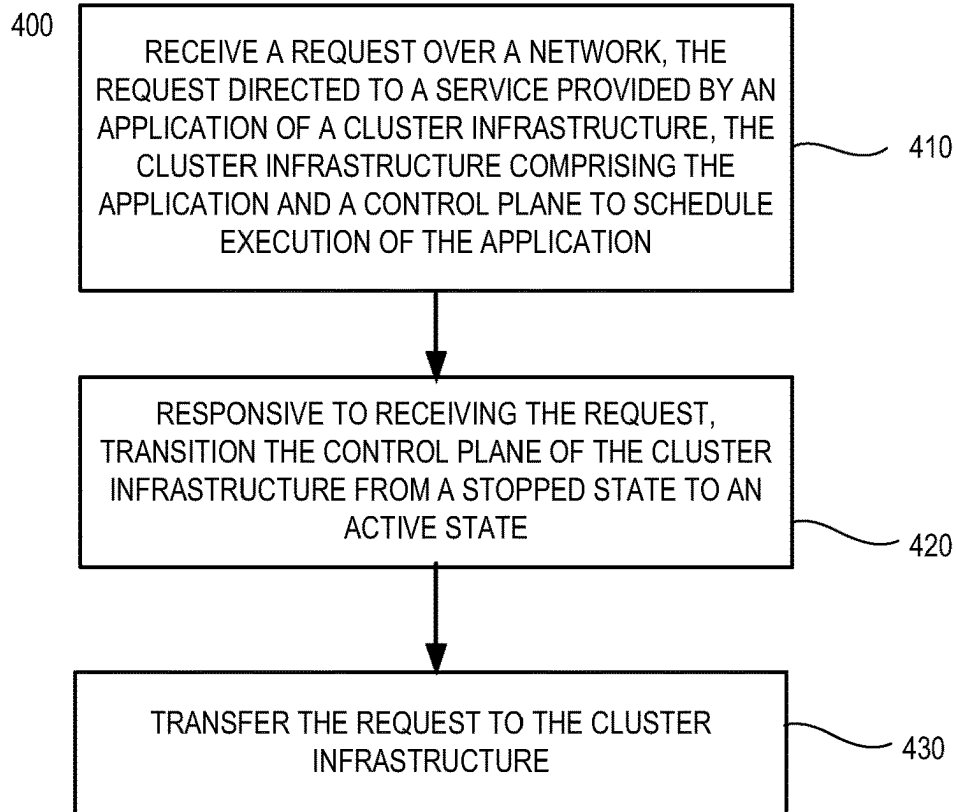 400
RECEIVE A REQUEST OVER A NETWORK, THE
REQUEST DIRECTED TO A SERVICE PROVIDED BY AN
APPLICATION OF A CLUSTER INFRASTRUCTURE, THE
CLUSTER INFRASTRUCTURE COMPRISING THE
APPLICATION AND A CONTROL PLANE TO SCHEDULE
EXECUTION OF THE APPLICATION
410
RESPONSIVE TO RECEIVING THE REQUEST,
TRANSITION THE CONTROL PLANE OF THE CLUSTER
INFRASTRUCTURE FROM A STOPPED STATE TO AN
ACTIVE STATE
420
TRANSFER THE REQUEST TO THE CLUSTER
INFRASTRUCTURE
430